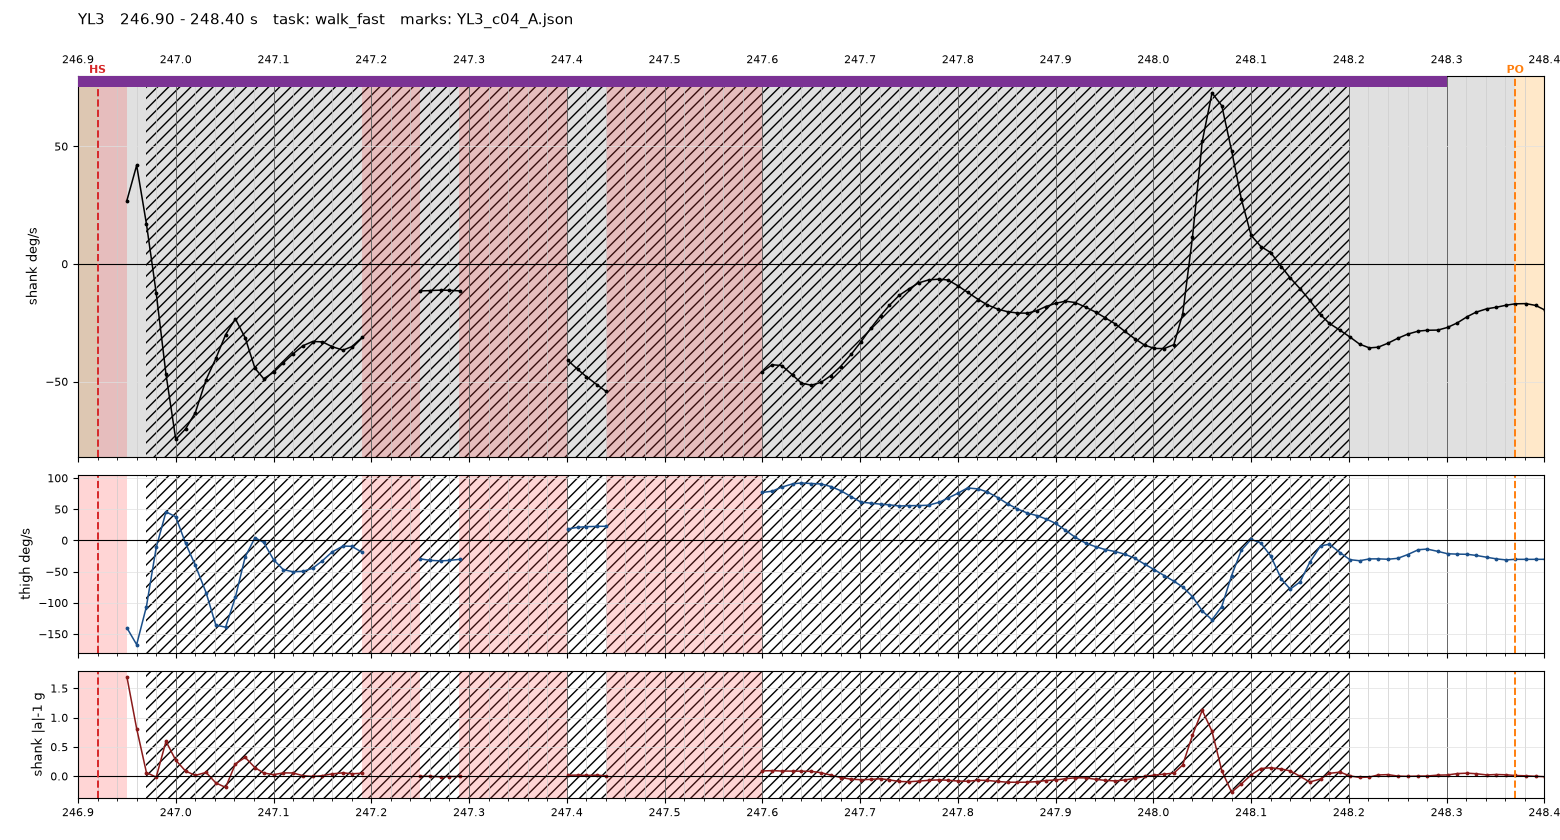 YL3   246.90 - 248.40 s   task: walk_fast   marks: YL3_c04_A.json
246.9 247.0 247.1 247.2 247.3 247.4 247.5 247.6 247.7 247.8 247.9 248.0 248.1 248.2 248.3 248.4
HS PO
50
0
−50
shank deg/s
100
50
0
−50
−100
−150
thigh deg/s
1.5
1.0
0.5
0.0
shank |a|-1 g
246.9 247.0 247.1 247.2 247.3 247.4 247.5 247.6 247.7 247.8 247.9 248.0 248.1 248.2 248.3 248.4